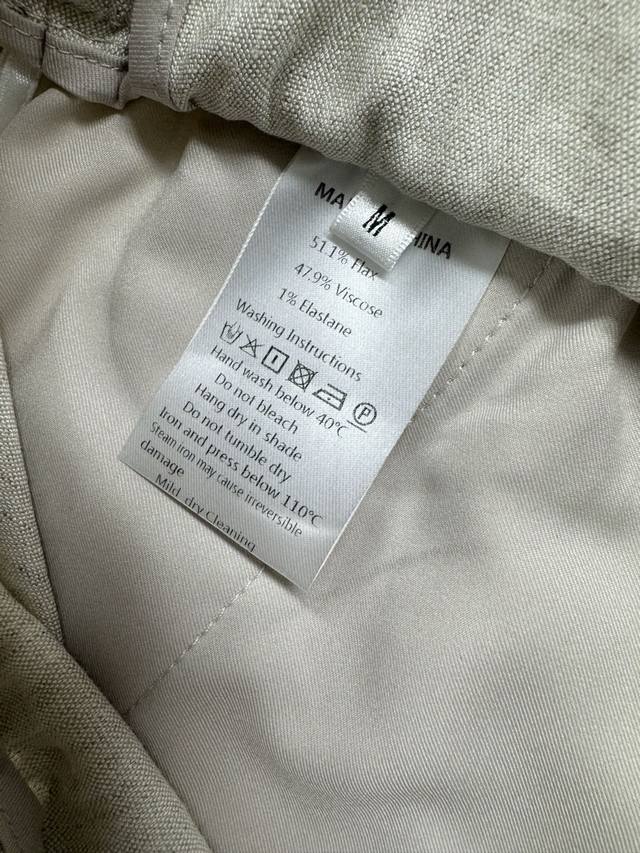 MA
M
HINA
51.1% Flax
47.9% Viscose
1% Elastane
Washing Instructions
P
Hand wash below 40℃
Do not bleach
Hang dry in shade
Do not tumble dry
Iron and press below 110℃
Steam iron may cause irreversible
damage
Mild dry Cleaning